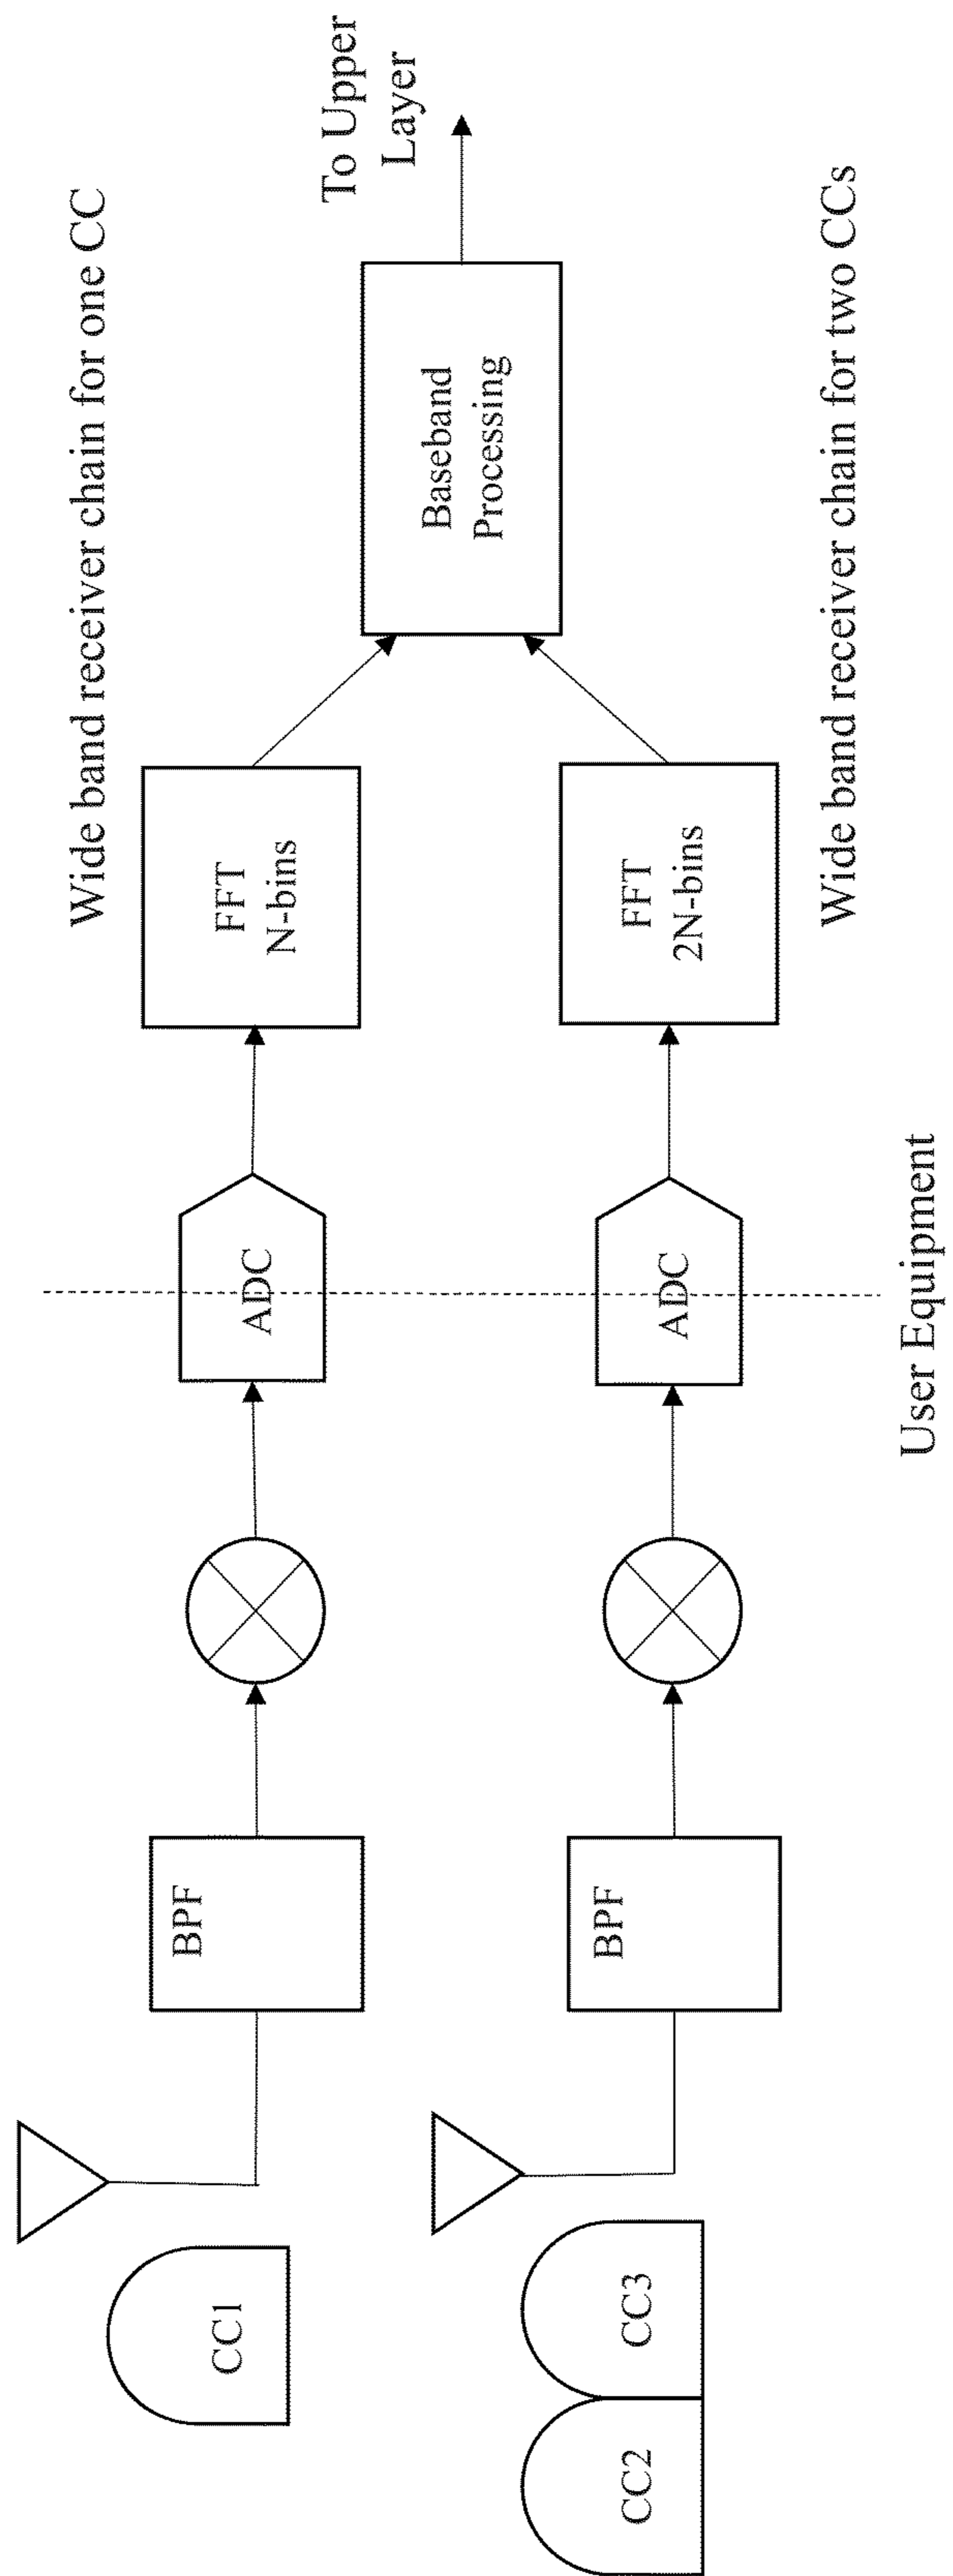 Wide band receiver chain for one CC
CC1
BPF
ADC
FFT
N-bins
To Upper
Layer
Baseband
Processing
CC2
CC3
BPF
ADC
FFT
2N-bins
Wide band receiver chain for two CCs
User Equipment